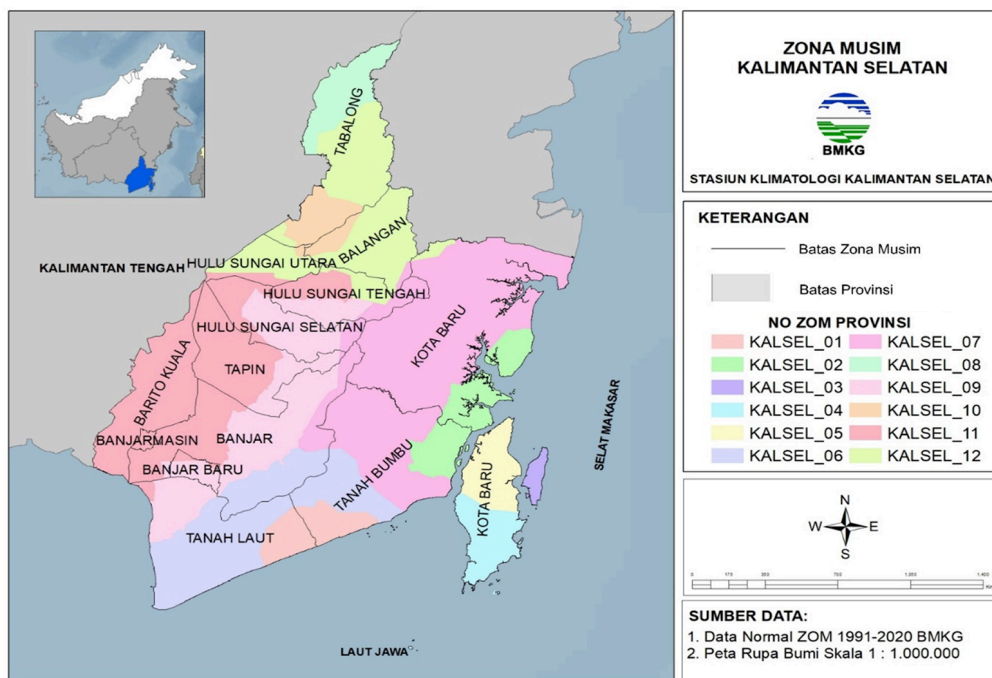 ZONA MUSIM
KALIMANTAN SELATAN
BMKG
STASIUN KLIMATOLOGI KALIMANTAN SELATAN
KETERANGAN
Batas Zona Musim
Batas Provinsi
NO ZOM PROVINSI
KALSEL_01
KALSEL_07
KALSEL_02
KALSEL_08
KALSEL_03
KALSEL_09
KALSEL_04
KALSEL_10
KALSEL_05
KALSEL_11
KALSEL_06
KALSEL_12
N
W
E
S
SUMBER DATA:
1. Data Normal ZOM 1991-2020 BMKG
2. Peta Rupa Bumi Skala 1 : 1.000.000
TABALONG
BALANGAN
HULU SUNGAI UTARA
KALIMANTAN TENGAH
HULU SUNGAI TENGAH
HULU SUNGAI SELATAN
KOTA BARU
TAPIN
BARITO KUALA
BANJARMASIN
BANJAR
BANJAR BARU
TANAH BUMBU
TANAH LAUT
KOTA BARU
SELAT MAKASAR
LAUT JAWA